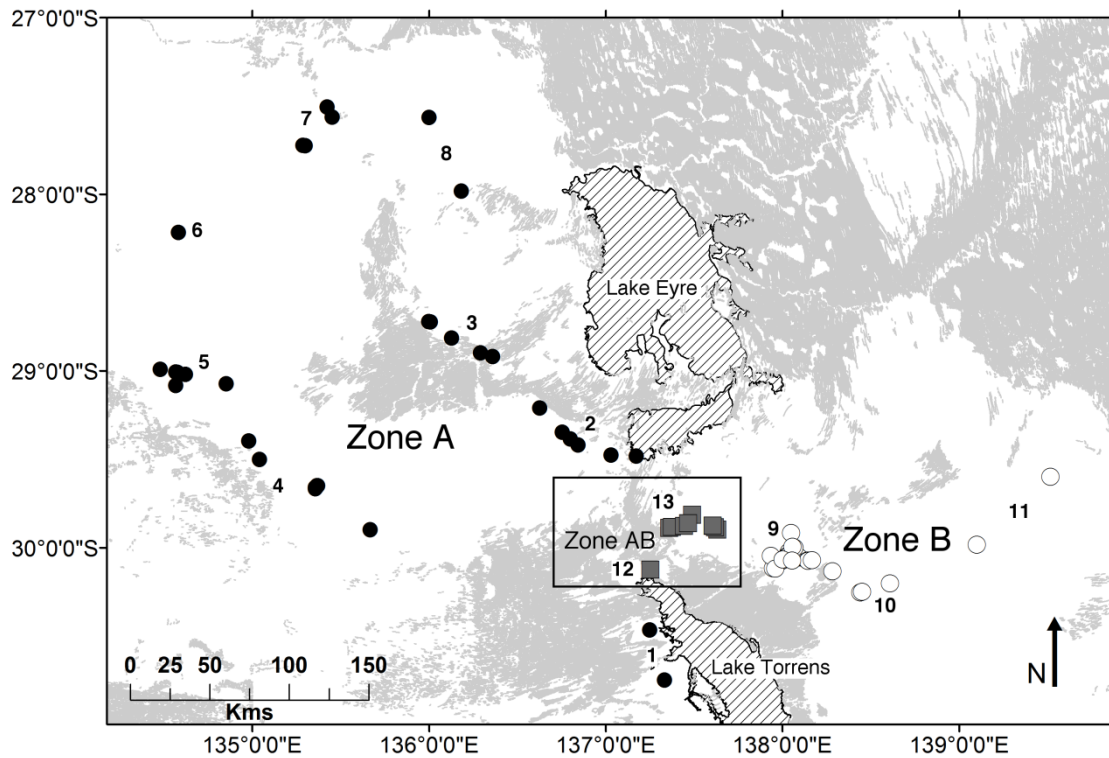 27°0'0"S
28°0'0"S
29°0'0"S
30°0'0"S
7
8
6
Lake Eyre
3
5
2
Zone A
4
13
9
11
Zone AB
Zone B
12
10
1
Lake Torrens
0 25 50 100 150
Kms
N
135°0'0"E 136°0'0"E 137°0'0"E 138°0'0"E 139°0'0"E